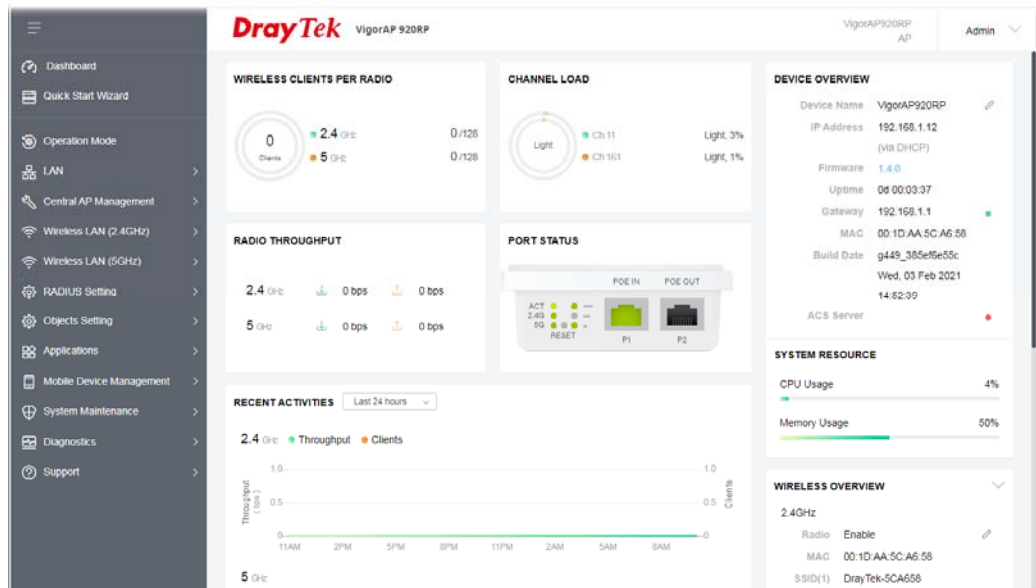 DrayTek VigorAP 920RP
VigorAP920RP
AP
Admin
Dashboard
Quick Start Wizard
Operation Mode
LAN
Central AP Management
Wireless LAN (2.4GHz)
Wireless LAN (5GHz)
RADIUS Setting
Objects Setting
Applications
Mobile Device Management
System Maintenance
Diagnostics
Support
WIRELESS CLIENTS PER RADIO
0
Clients
2.4 GHz 0/128
5 GHz 0/128
CHANNEL LOAD
Light
Ch 11 Light, 3%
Ch 161 Light, 1%
RADIO THROUGHPUT
2.4 GHz 0 bps 0 bps
5 GHz 0 bps 0 bps
PORT STATUS
POE IN POE OUT
ACT
2.4G
5G
RESET
P1 P2
RECENT ACTIVITIES Last 24 hours
2.4 GHz Throughput Clients
Throughput
( bps )
1.0 1.0
0.5 0.5
0 0
Clients
11AM 2PM 5PM 8PM 11PM 2AM 5AM 8AM
5 GHz
DEVICE OVERVIEW
Device Name VigorAP920RP
IP Address 192.168.1.12
(via DHCP)
Firmware 1.4.0
Uptime 0d 00:03:37
Gateway 192.168.1.1
MAC 00:1D:AA:5C:A6:58
Build Date g449_385ef6e55c
Wed, 03 Feb 2021
14:52:39
ACS Server
SYSTEM RESOURCE
CPU Usage 4%
Memory Usage 50%
WIRELESS OVERVIEW
2.4GHz
Radio Enable
MAC 00:1D:AA:5C:A6:58
SSID(1) DrayTek-5CA658